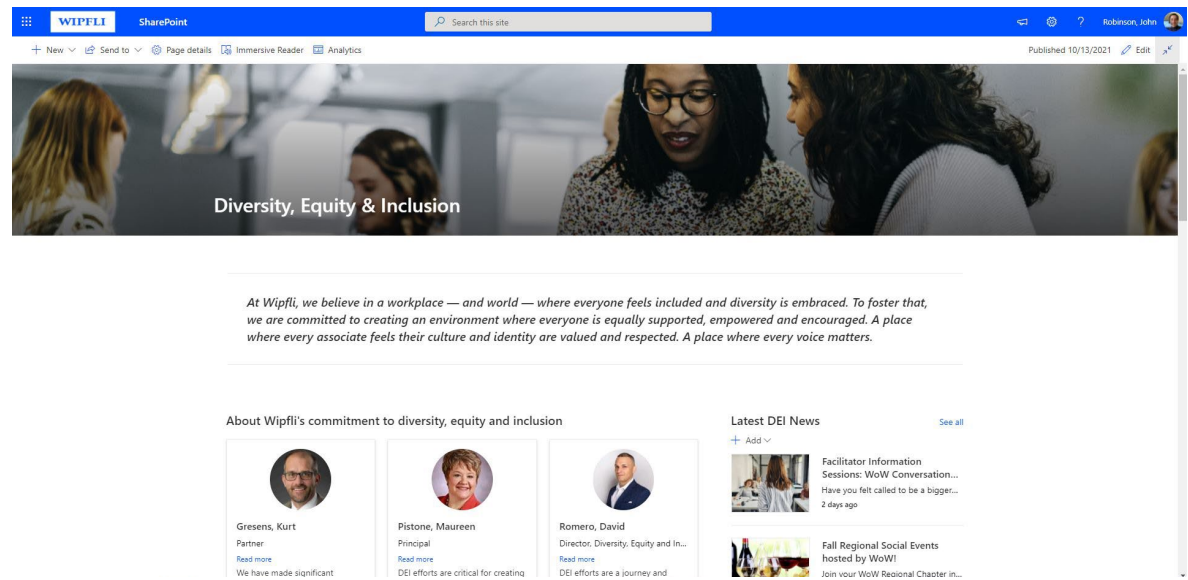 WIPFLI
SharePoint
Search this site
Robinson, John
New
Send to
Page details
Immersive Reader
Analytics
Published 10/13/2021
Edit
Diversity, Equity & Inclusion
At Wipfli, we believe in a workplace — and world — where everyone feels included and diversity is embraced. To foster that,
we are committed to creating an environment where everyone is equally supported, empowered and encouraged. A place
where every associate feels their culture and identity are valued and respected. A place where every voice matters.
About Wipfli's commitment to diversity, equity and inclusion
Gresens, Kurt
Partner
Read more
We have made significant
Pistone, Maureen
Principal
Read more
DEI efforts are critical for creating
Romero, David
Director, Diversity, Equity and In...
Read more
DEI efforts are a journey and
Latest DEI News
See all
Add
Facilitator Information
Sessions: WoW Conversation...
Have you felt called to be a bigger...
2 days ago
Fall Regional Social Events
hosted by WoW!
Join your WoW Regional Chapter in...